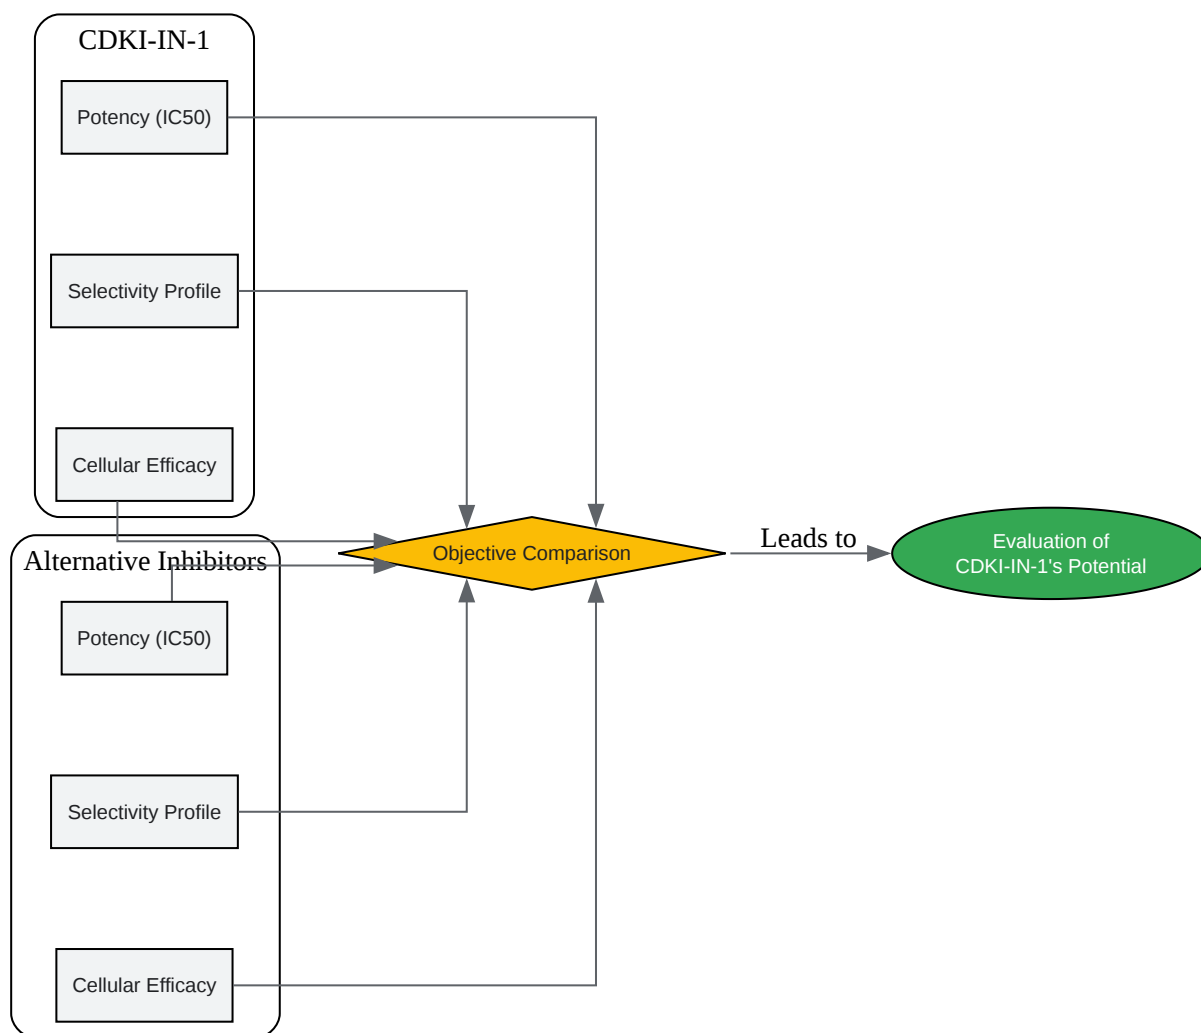 CDKI-IN-1
Potency (IC50)
Selectivity Profile
Cellular Efficacy
Alternative Inhibitors
Potency (IC50)
Selectivity Profile
Cellular Efficacy
Objective Comparison
Leads to
Evaluation of
CDKI-IN-1's Potential